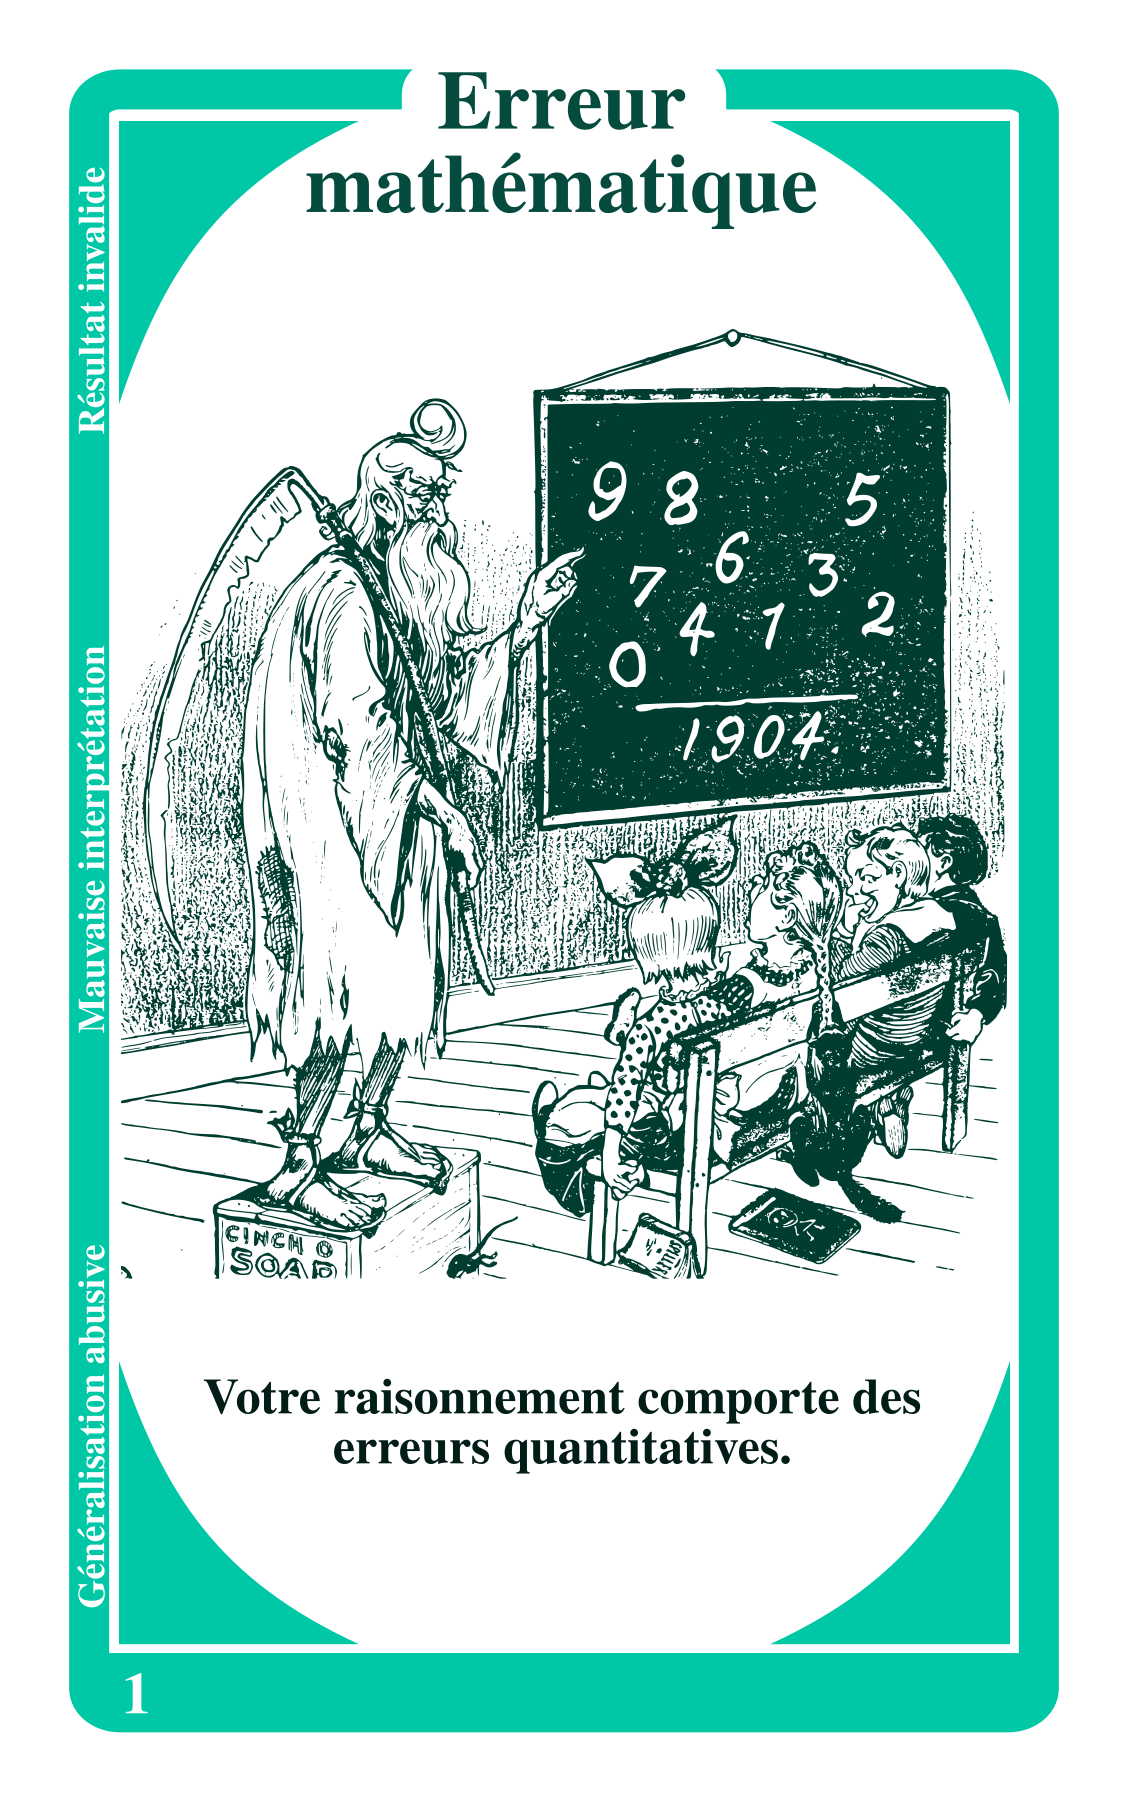 Erreur
mathématique
Résultat invalide
Mauvaise interprétation
Généralisation abusive
9 8 5
6
7 3
4 1 2
0
1904.
CINCH O
SOAP
Votre raisonnement comporte des
erreurs quantitatives.
1